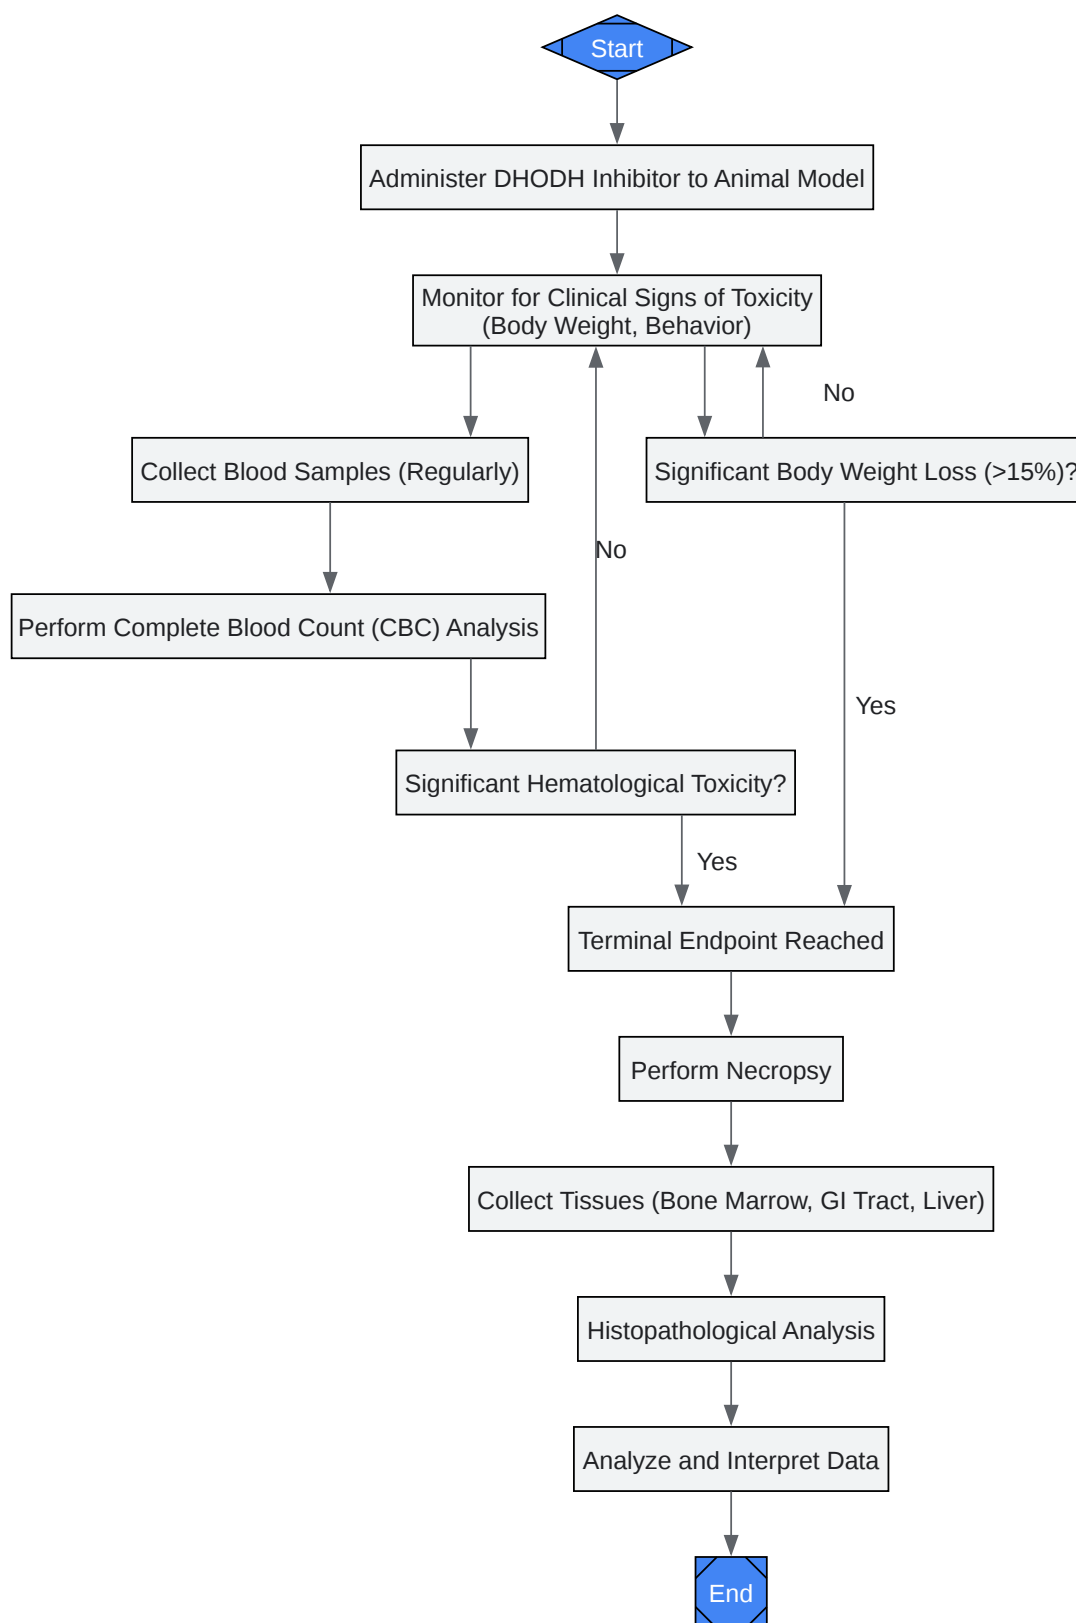 Start
Administer DHODH Inhibitor to Animal Model
Monitor for Clinical Signs of Toxicity
(Body Weight, Behavior)
No
Collect Blood Samples (Regularly)
Significant Body Weight Loss (>15%)?
No
Perform Complete Blood Count (CBC) Analysis
Yes
Significant Hematological Toxicity?
Yes
Terminal Endpoint Reached
Perform Necropsy
Collect Tissues (Bone Marrow, GI Tract, Liver)
Histopathological Analysis
Analyze and Interpret Data
End